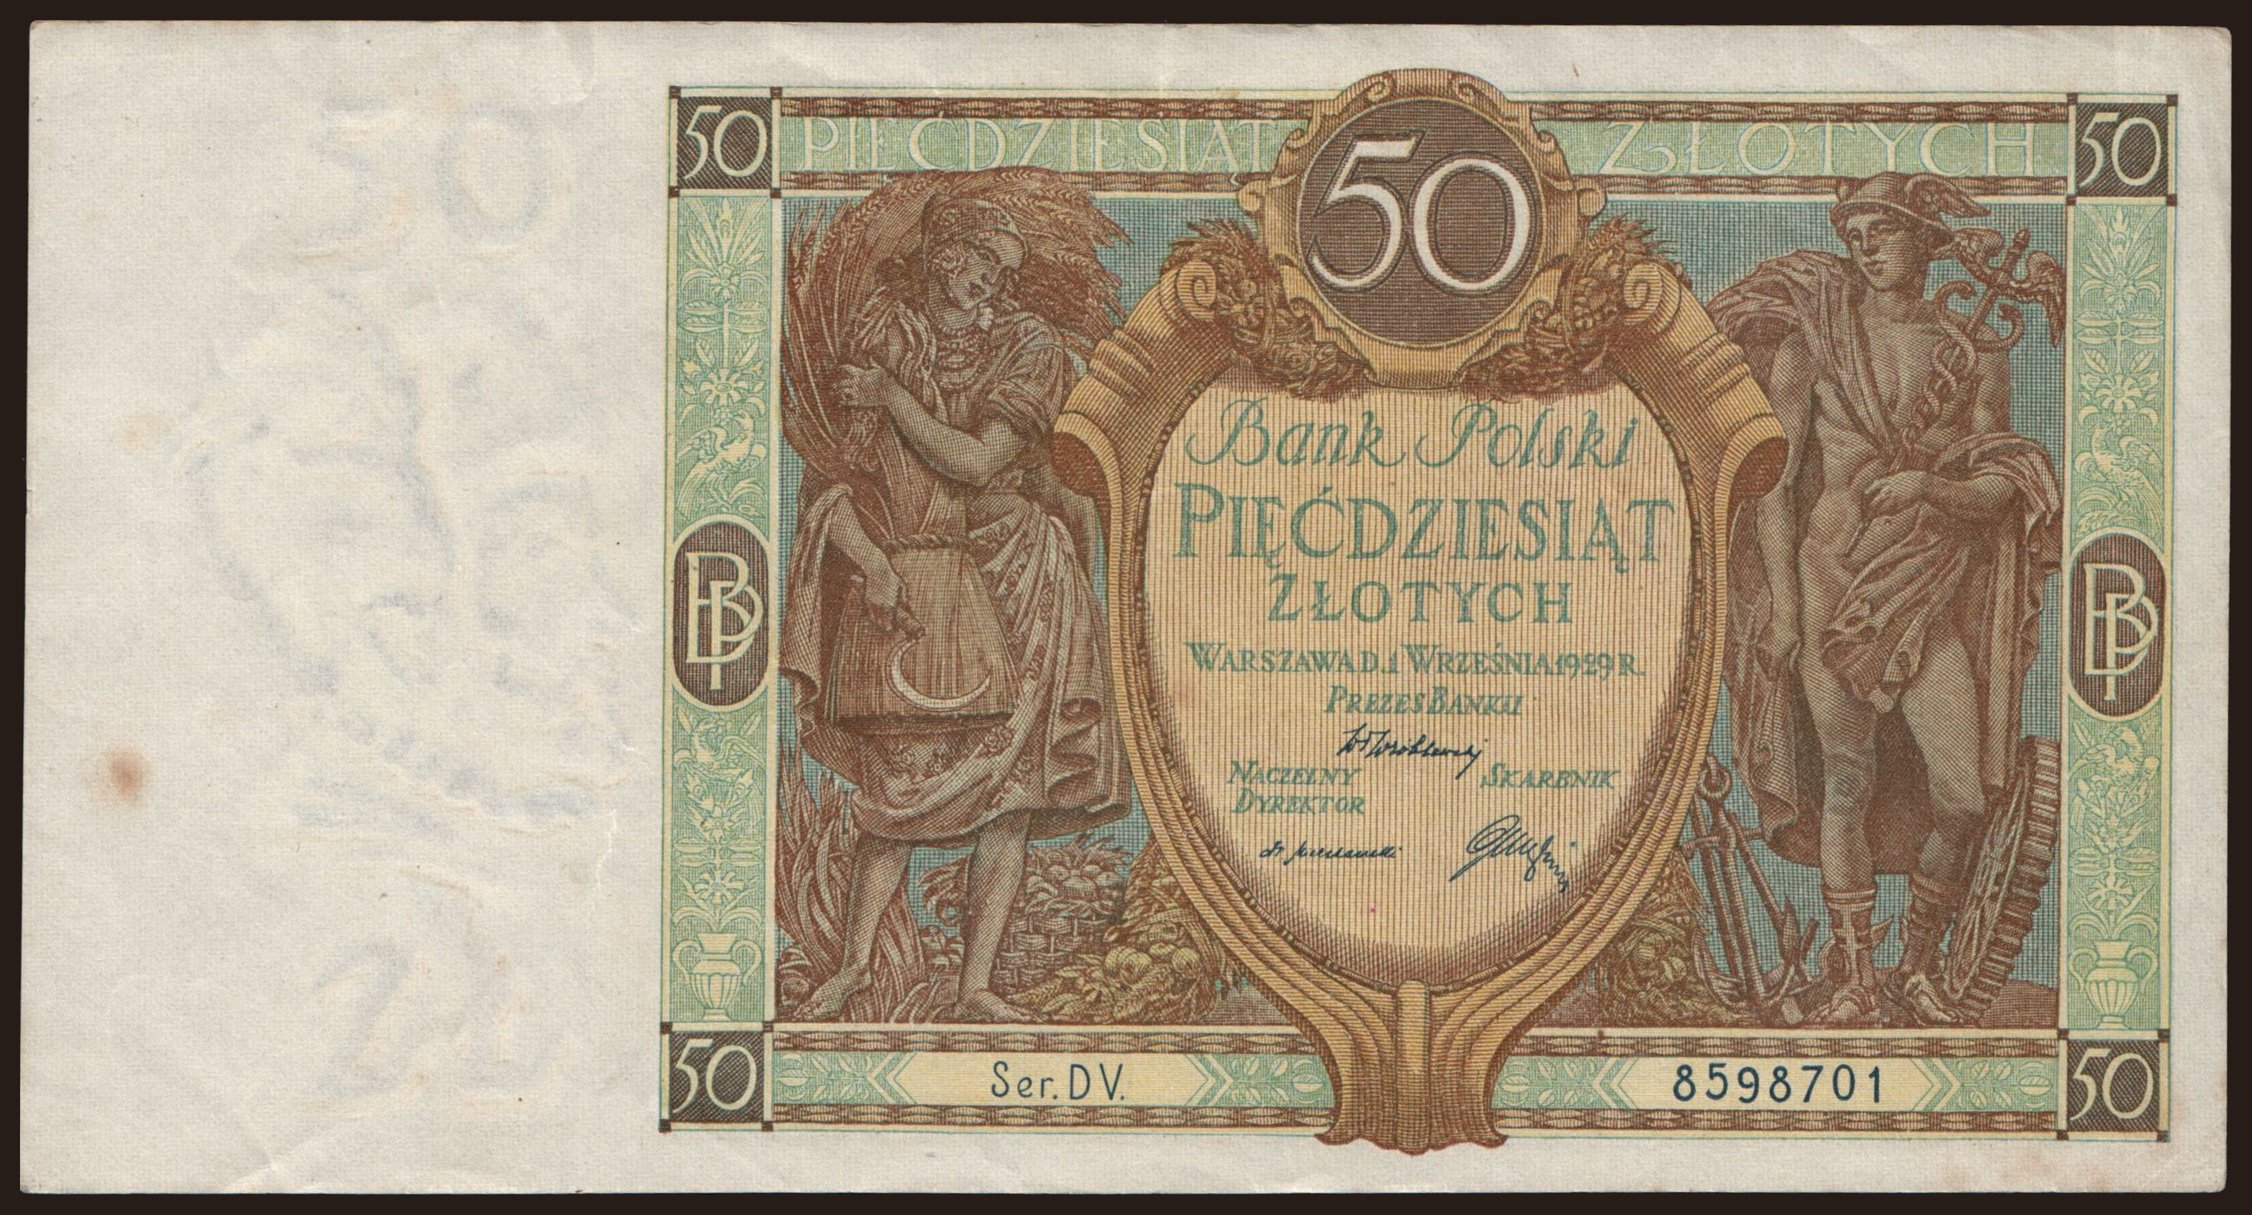 50 PIĘĆDZIESIĄT 50 ZŁOTYCH 50
Bank Polski
PIĘĆDZIESIĄT
ZŁOTYCH
WARSZAWA D. 1 WRZEŚNIA 1929 R.
PREZES BANKU
NACZELNY SKARBNIK
DYREKTOR
BP BP
50 Ser. DV. 8598701 50